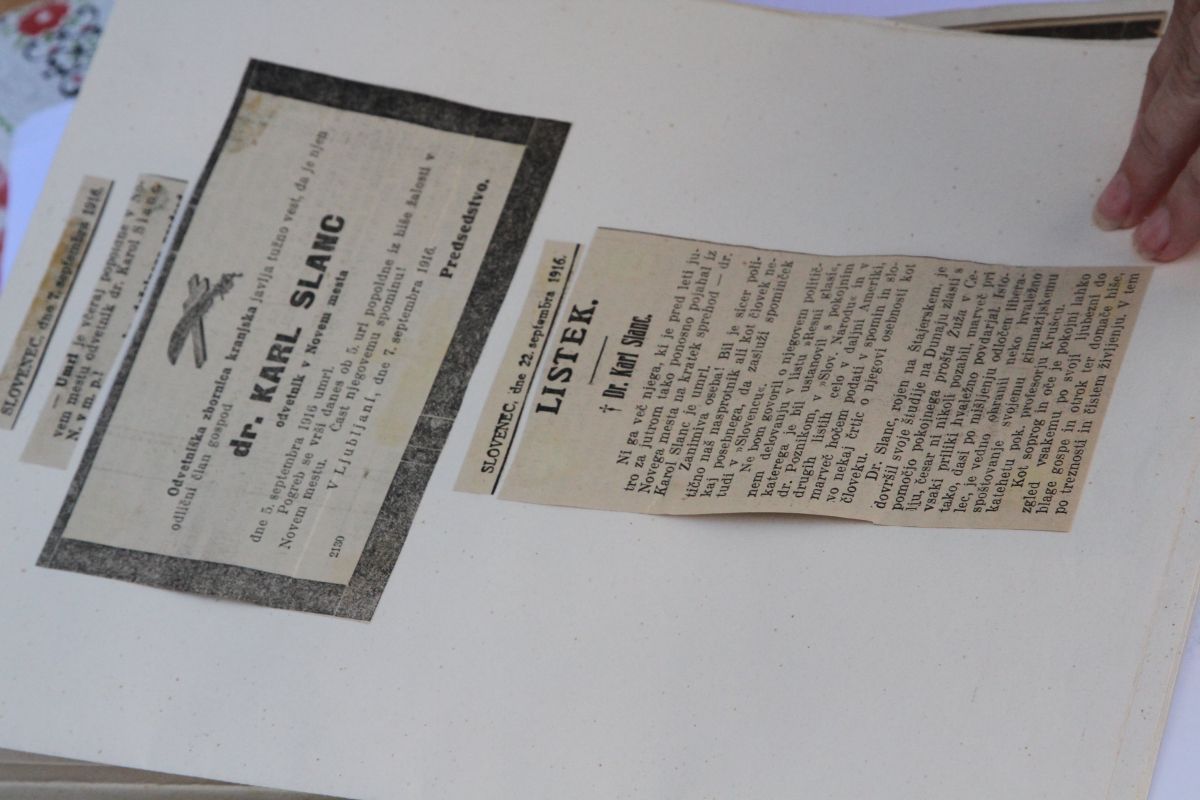 SLOVENEC, dne 7. septembra 1916.
— Umrl je včeraj popoldne v No-
vem mestu odvetnik dr. Karol Slanc
N. v m. p.!
Odvetniška zbornica kranjska javlja tužno vest, da je njen
odlični član gospod
dr. KARL SLANC
odvetnik v Novem mestu
dne 5. septembra 1916 umrl.
Pogreb se vrši danes ob 5. uri popoldne iz hiše žalosti v
Novem mestu. Čast njegovemu spominu!
V Ljubljani, dne 7. septembra 1916.
2130 Predsedstvo.
SLOVENEC, dne 22. septembra 1916.
LISTEK.
† Dr. Karl Slanc.
Ni ga več njega, ki je pred leti ju-
tro za jutrom tako ponosno pojahal iz
Novega mesta na kratek sprehod — dr.
Karol Slanc je umrl.
Zanimiva oseba! Bil je sicer poli-
tično naš nasprotnik ali kot človek ne-
kaj posebnega, da zasluži spominček
tudi v »Slovencu«.
Ne bom govoril o njegovem politič-
nem delovanju v listu »Resni glas«,
katerega je bil ustanovil s pokojnim
dr. Poznikom, v »Slov. Narodu« in v
drugih listih celo v daljni Ameriki,
marveč hočem podati v spomin in slo-
vo nekaj črtic o njegovi osebnosti kot
človeku.
Dr. Slanc, rojen na Štajerskem, je
dovršil svoje študije na Dunaju zlasti s
pomočjo pokojnega prošta Žuža v Ce-
lju, česar ni nikoli pozabil, marveč pri
vsaki priliki hvaležno povdarjal. Isto-
tako, dasi po mišljenju odločen libera-
lec, je vedno ohranil neko hvaležno
spoštovanje svojemu gimnazijskemu
katehetu pok. profesorju Krušcu.
Kot soprog in oče je pokojni lahko
zgled vsakemu po svoji ljubezni do
blage gospe in otrok ter domače hiše,
po treznosti in čistem življenju. V tem